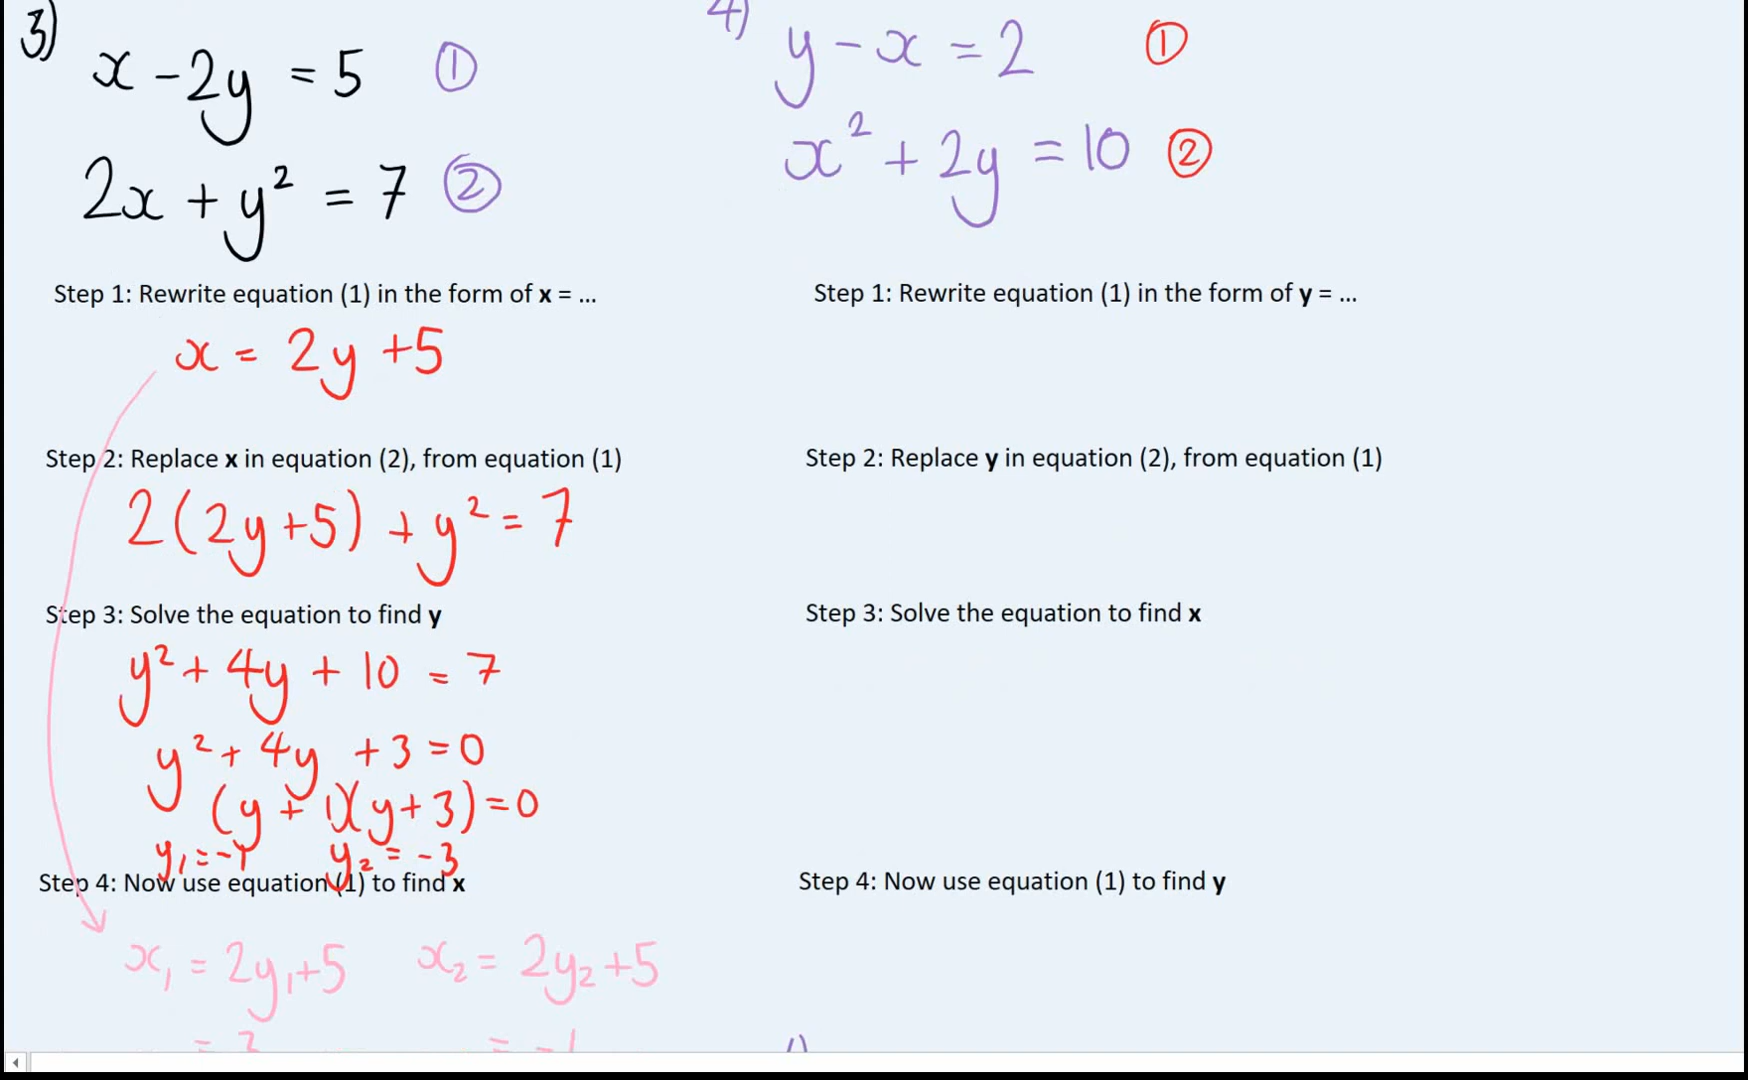 3)
x - 2y = 5 ①
2x + y² = 7 ②
Step 1: Rewrite equation (1) in the form of x = ...
x = 2y + 5
Step 2: Replace x in equation (2), from equation (1)
2(2y+5) + y² = 7
Step 3: Solve the equation to find y
y² + 4y + 10 = 7
y² + 4y + 3 = 0
(y + 1)(y + 3) = 0
y₁ = -1 y₂ = -3
Step 4: Now use equation (1) to find x
x₁ = 2y₁ + 5 x₂ = 2y₂ + 5
= 3 = -1
4)
y - x = 2 ①
x² + 2y = 10 ②
Step 1: Rewrite equation (1) in the form of y = ...
Step 2: Replace y in equation (2), from equation (1)
Step 3: Solve the equation to find x
Step 4: Now use equation (1) to find y